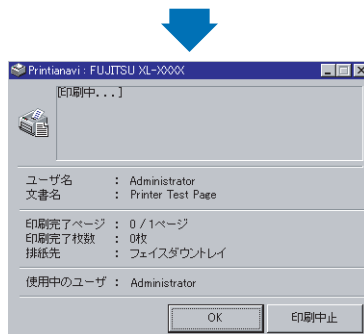 Printianavi : FUJITSU XL-XXXX
[印刷中...]
ユーザ名 : Administrator
文書名 : Printer Test Page
印刷完了ページ : 0 / 1ページ
印刷完了枚数 : 0枚
排紙先 : フェイスダウントレイ
使用中のユーザ : Administrator
OK 印刷中止